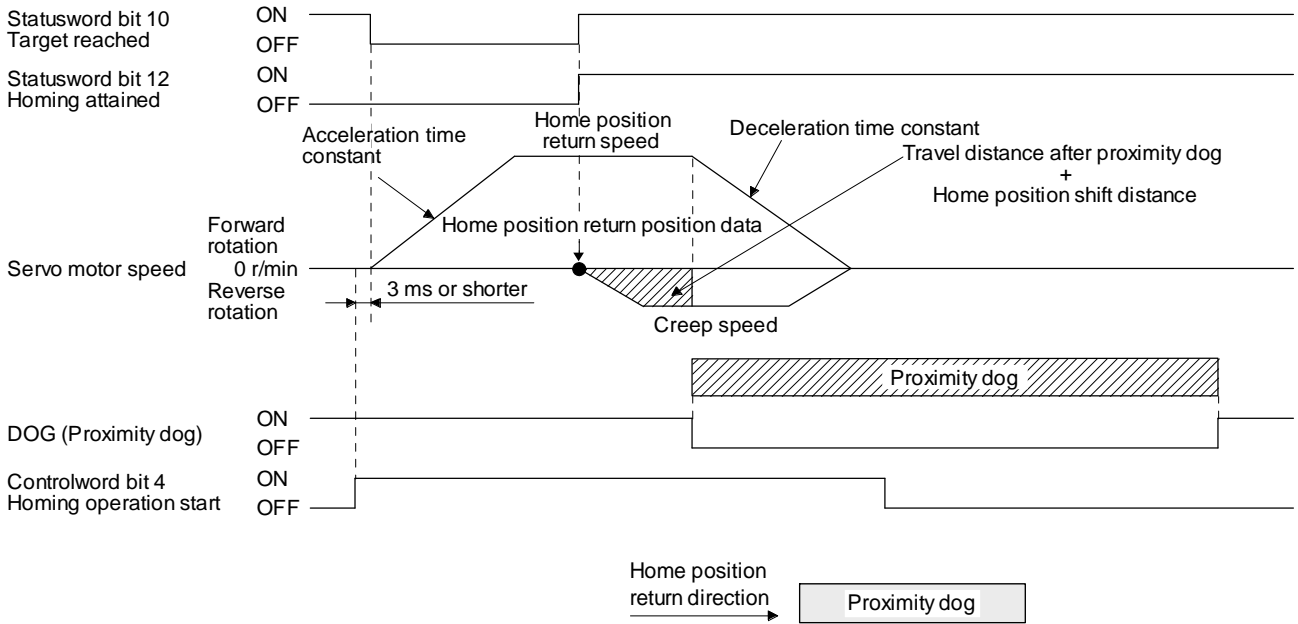 Statusword bit 10
Target reached
ON
OFF
Statusword bit 12
Homing attained
ON
OFF
Acceleration time
constant
Home position
return speed
Deceleration time constant
Travel distance after proximity dog
+
Home position shift distance
Home position return position data
Forward
rotation
Servo motor speed
0 r/min
Reverse
rotation
3 ms or shorter
Creep speed
Proximity dog
DOG (Proximity dog)
ON
OFF
Controlword bit 4
Homing operation start
ON
OFF
Home position
return direction
Proximity dog